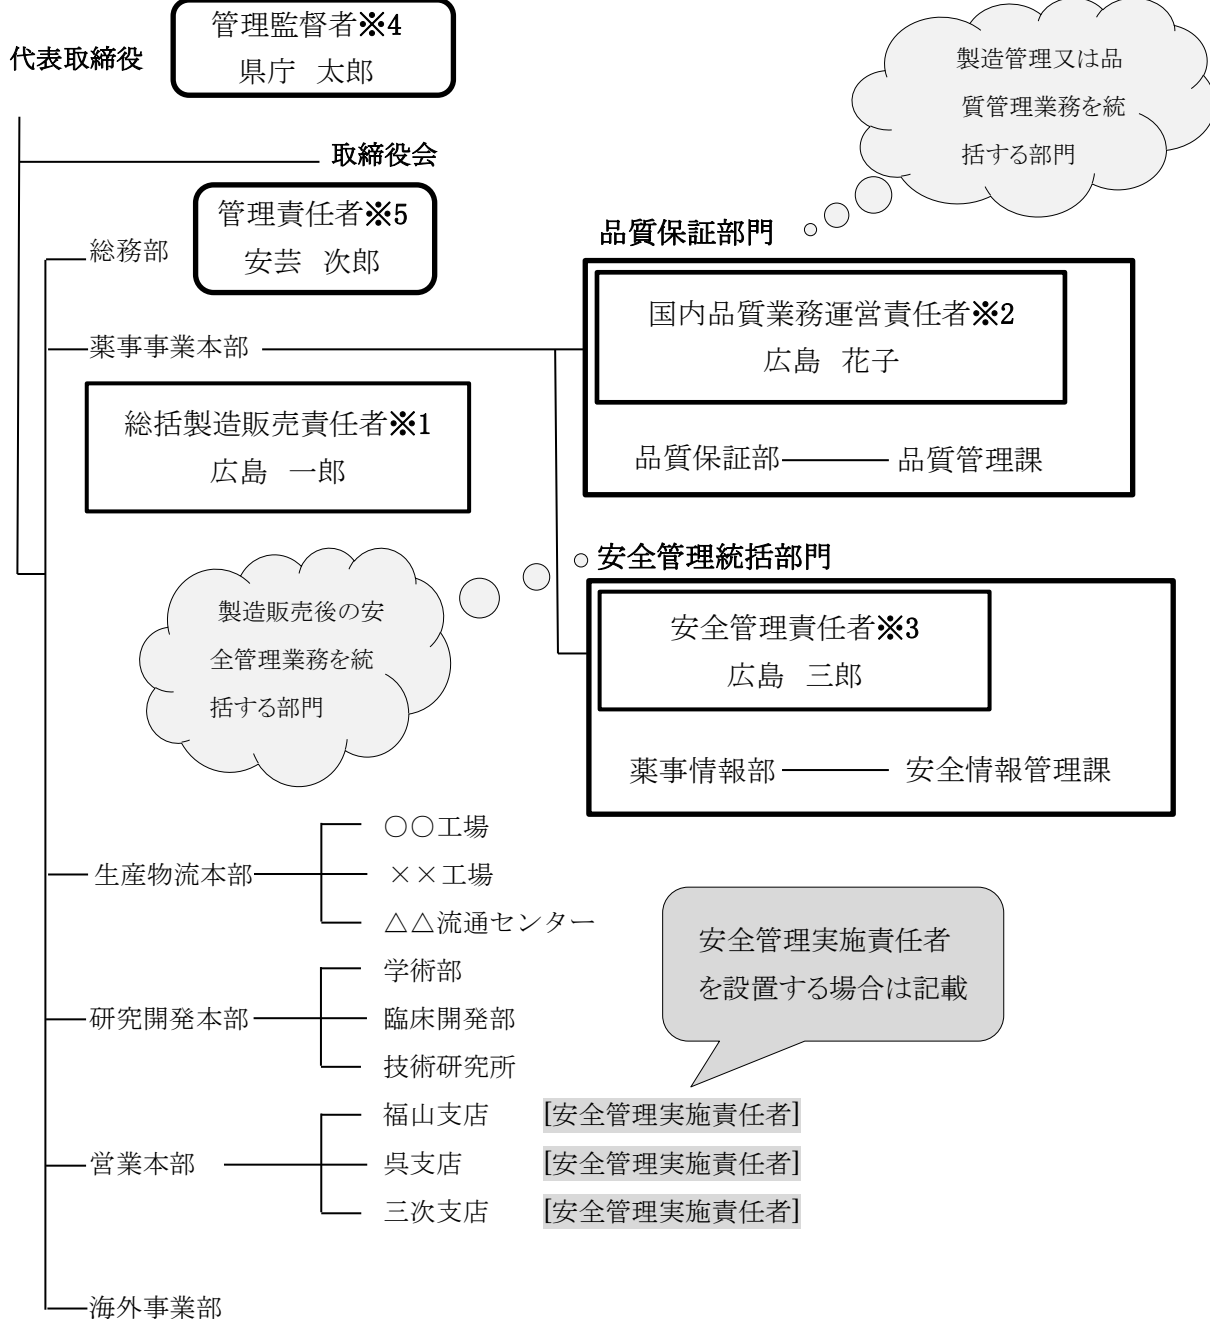 管理監督者※4
県庁　太郎
代表取締役
製造管理又は品
質管理業務を統
括する部門
取締役会
管理責任者※5
安芸　次郎
総務部
品質保証部門
国内品質業務運営責任者※2
広島　花子
薬事事業本部
総括製造販売責任者※1
広島　一郎
品質保証部
品質管理課
安全管理統括部門
製造販売後の安
全管理業務を統
括する部門
安全管理責任者※3
広島　三郎
薬事情報部
安全情報管理課
○○工場
生産物流本部
××工場
△△流通センター
安全管理実施責任者
を設置する場合は記載
学術部
研究開発本部
臨床開発部
技術研究所
福山支店　[安全管理実施責任者]
営業本部
呉支店　[安全管理実施責任者]
三次支店　[安全管理実施責任者]
海外事業部